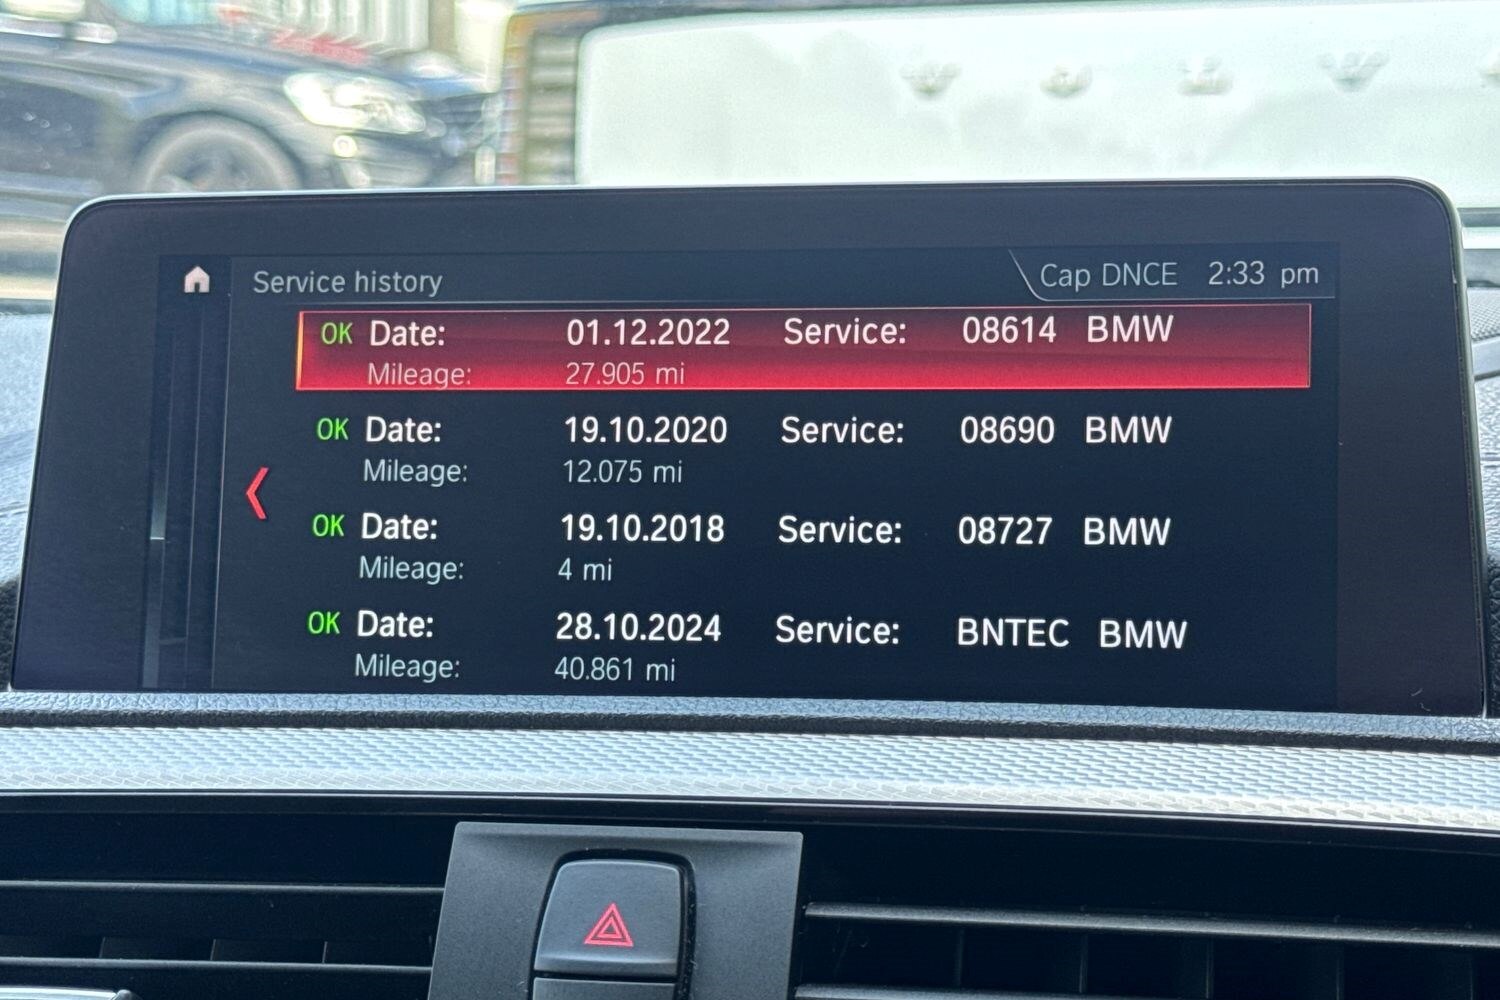 Service history Cap DNCE 2:33 pm
OK Date: 01.12.2022 Service: 08614 BMW
Mileage: 27.905 mi
OK Date: 19.10.2020 Service: 08690 BMW
Mileage: 12.075 mi
OK Date: 19.10.2018 Service: 08727 BMW
Mileage: 4 mi
OK Date: 28.10.2024 Service: BNTEC BMW
Mileage: 40.861 mi